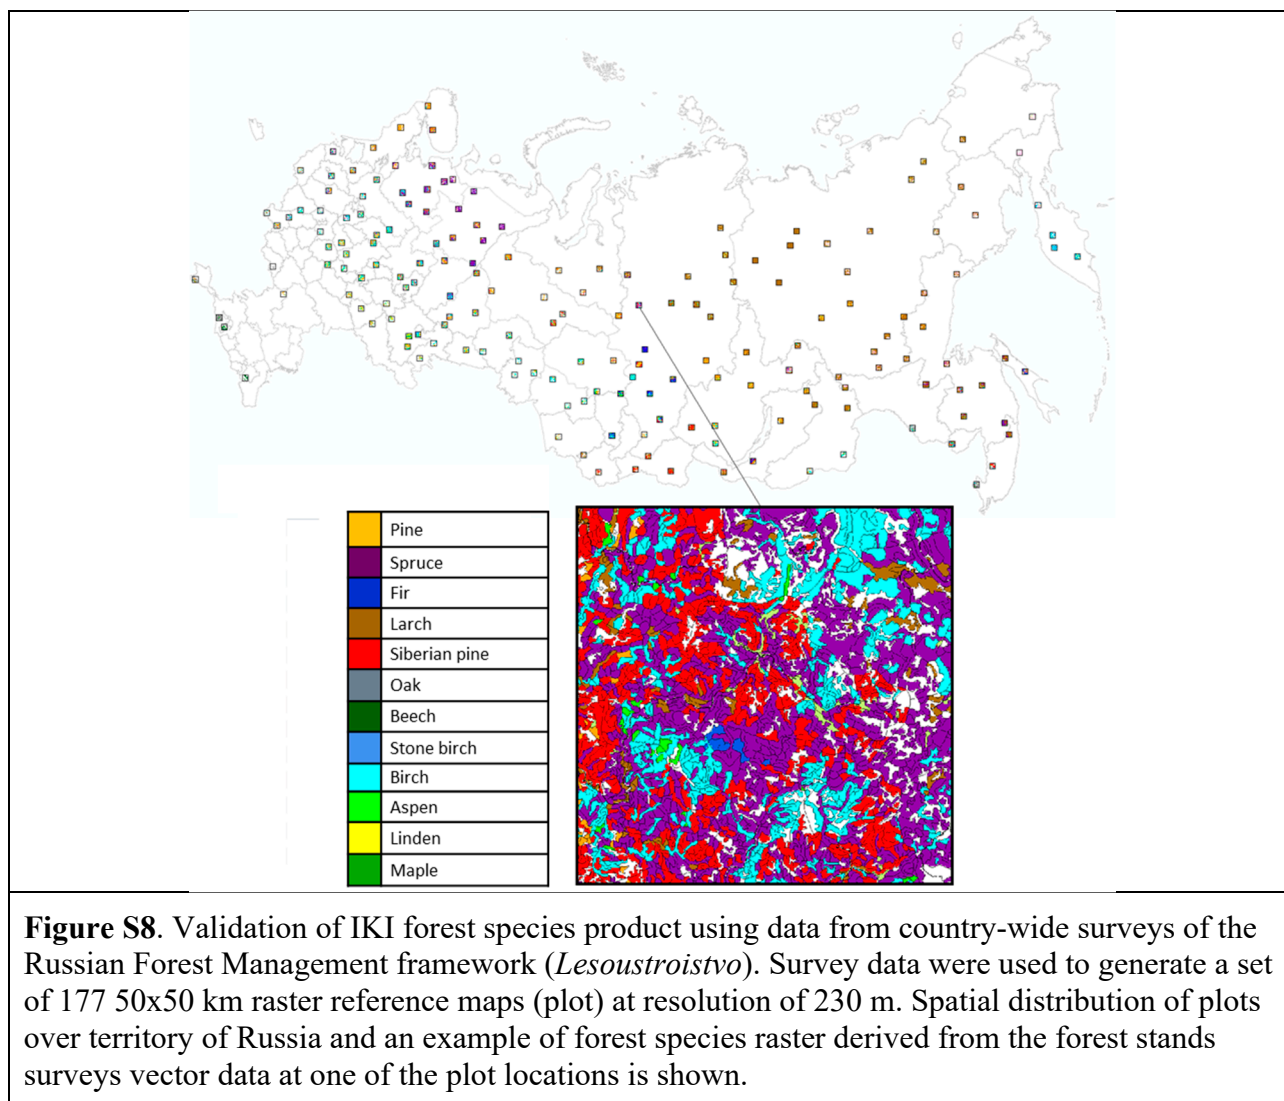 Pine
Spruce
Fir
Larch
Siberian pine
Oak
Beech
Stone birch
Birch
Aspen
Linden
Maple
Figure S8. Validation of IKI forest species product using data from country-wide surveys of the
Russian Forest Management framework (Lesoustroistvo). Survey data were used to generate a set
of 177 50x50 km raster reference maps (plot) at resolution of 230 m. Spatial distribution of plots
over territory of Russia and an example of forest species raster derived from the forest stands
surveys vector data at one of the plot locations is shown.